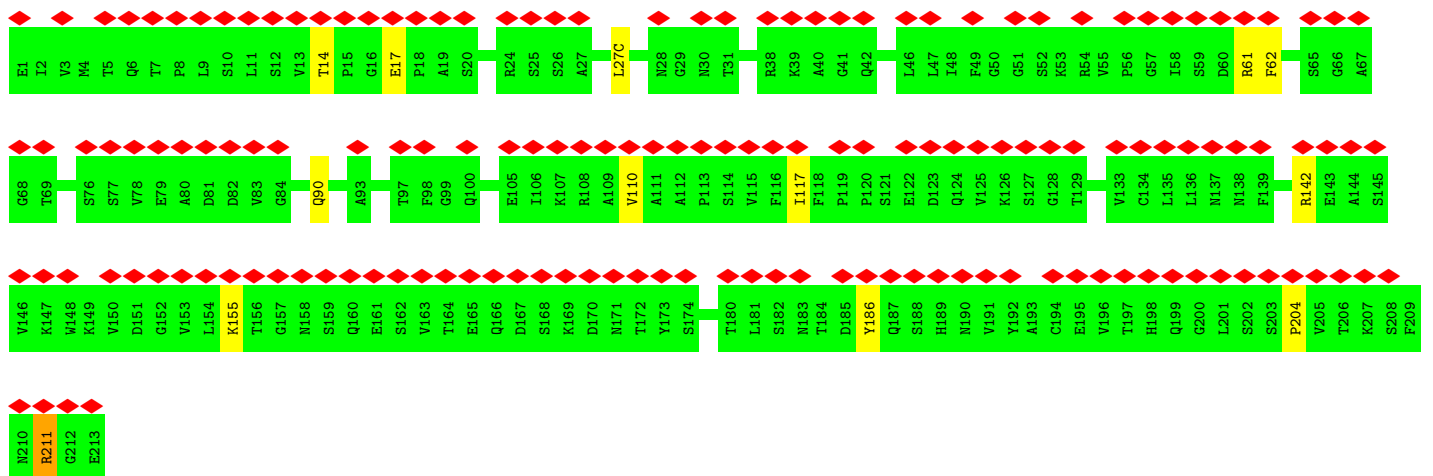 E1 I2 V3 M4 T5 Q6 T7 P8 L9 S10 L11 S12 V13 T14 P15 G16 E17 P18 A19 S20 R24 S25 S26 A27 L27C N28 G29 N30 T31 R38 K39 A40 G41 Q42 L46 L47 I48 F49 G50 G51 S52 K53 R54 V55 P56 G57 I58 S59 D60 R61 F62 S65 G66 A67
G68 T69 S76 S77 V78 E79 A80 D81 D82 V83 G84 Q90 A93 T97 F98 G99 Q100 E105 I106 K107 R108 A109 V110 A111 A112 P113 S114 V115 F116 I117 F118 P119 P120 S121 E122 D123 Q124 V125 K126 S127 G128 T129 V133 C134 L135 L136 N137 N138 F139 R142 E143 A144 S145
V146 K147 W148 K149 V150 D151 G152 V153 L154 K155 T156 G157 N158 S159 Q160 E161 S162 V163 T164 E165 Q166 D167 S168 K169 D170 N171 T172 Y173 S174 T180 L181 S182 N183 T184 D185 Y186 Q187 S188 H189 N190 V191 Y192 A193 C194 E195 V196 T197 H198 Q199 G200 L201 S202 S203 P204 V205 T206 K207 S208 F209
N210 R211 G212 E213